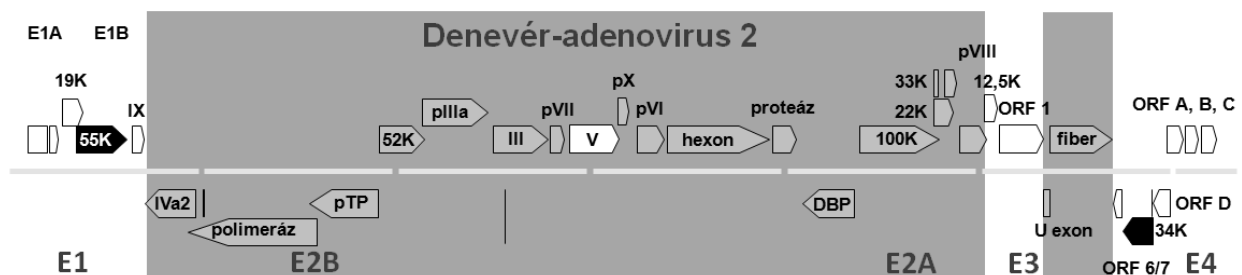 E1A E1B Denevér-adenovirus 2
pVIII
19K pX 33K 12,5K
IX pIIIa pVII pVI proteáz 22K ORF 1 ORF A, B, C
55K 52K III V hexon 100K fiber
IVa2 pTP DBP ORF D
polimeráz U exon 34K
E1 E2B E2A E3 ORF 6/7 E4